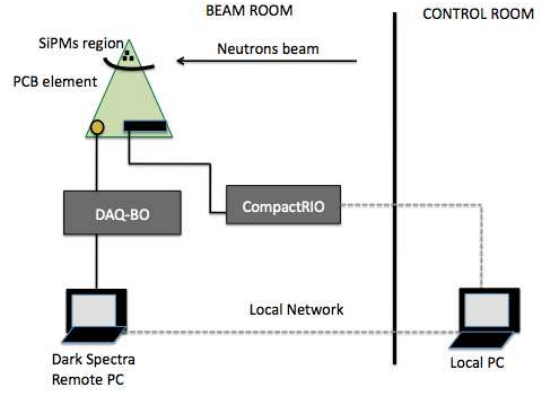 BEAM ROOM
CONTROL ROOM
SiPMs region
Neutrons beam
PCB element
DAQ-BO
CompactRIO
Local Network
Dark Spectra
Remote PC
Local PC